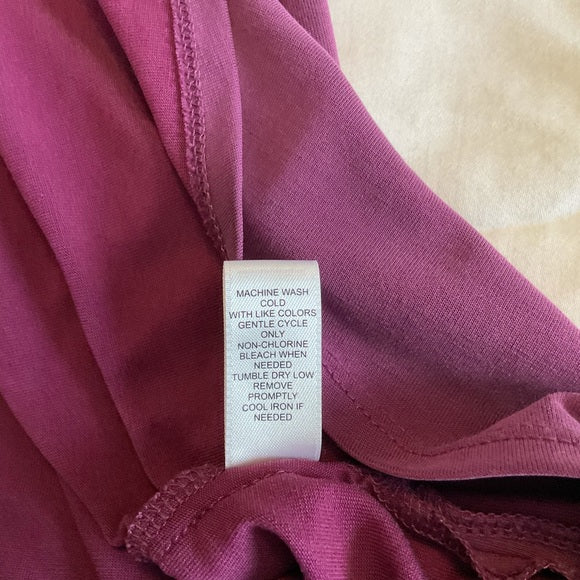 MACHINE WASH
COLD
WITH LIKE COLORS
GENTLE CYCLE
ONLY
NON-CHLORINE
BLEACH WHEN
NEEDED
TUMBLE DRY LOW
REMOVE
PROMPTLY
COOL IRON IF
NEEDED